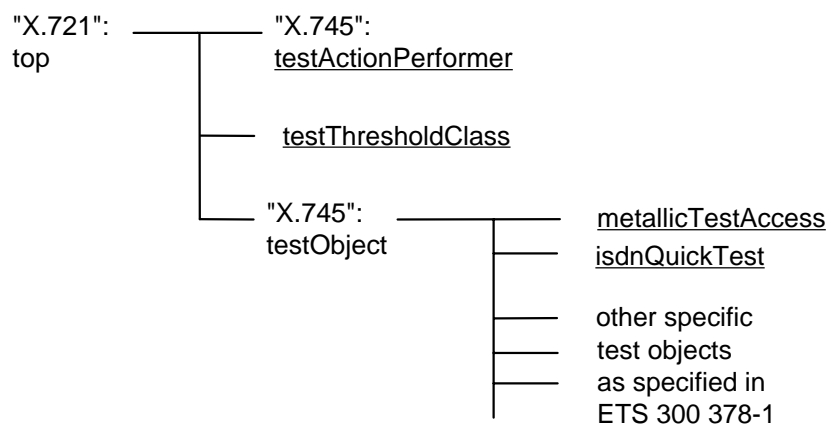 "X.721":
top
"X.745":
testActionPerformer
testThresholdClass
"X.745":
testObject
metallicTestAccess
isdnQuickTest
other specific
test objects
as specified in
ETS 300 378-1